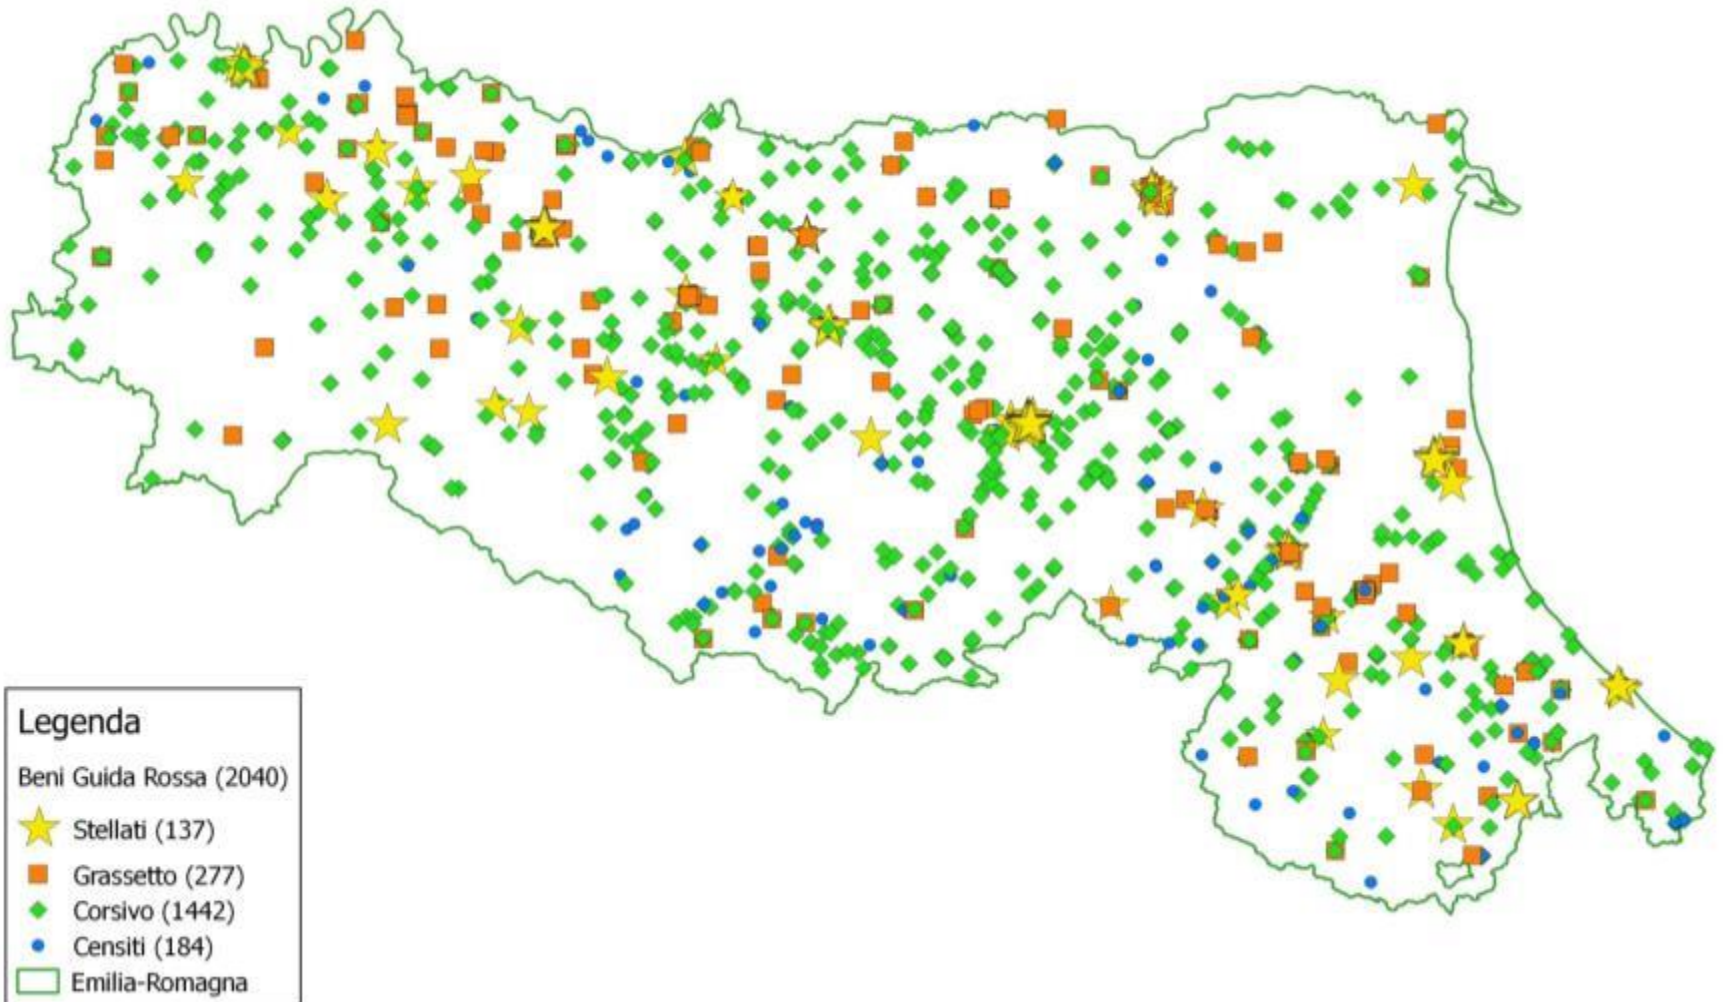 Legenda
Beni Guida Rossa (2040)
Stellati (137)
Grassetto (277)
Corsivo (1442)
Censiti (184)
Emilia-Romagna